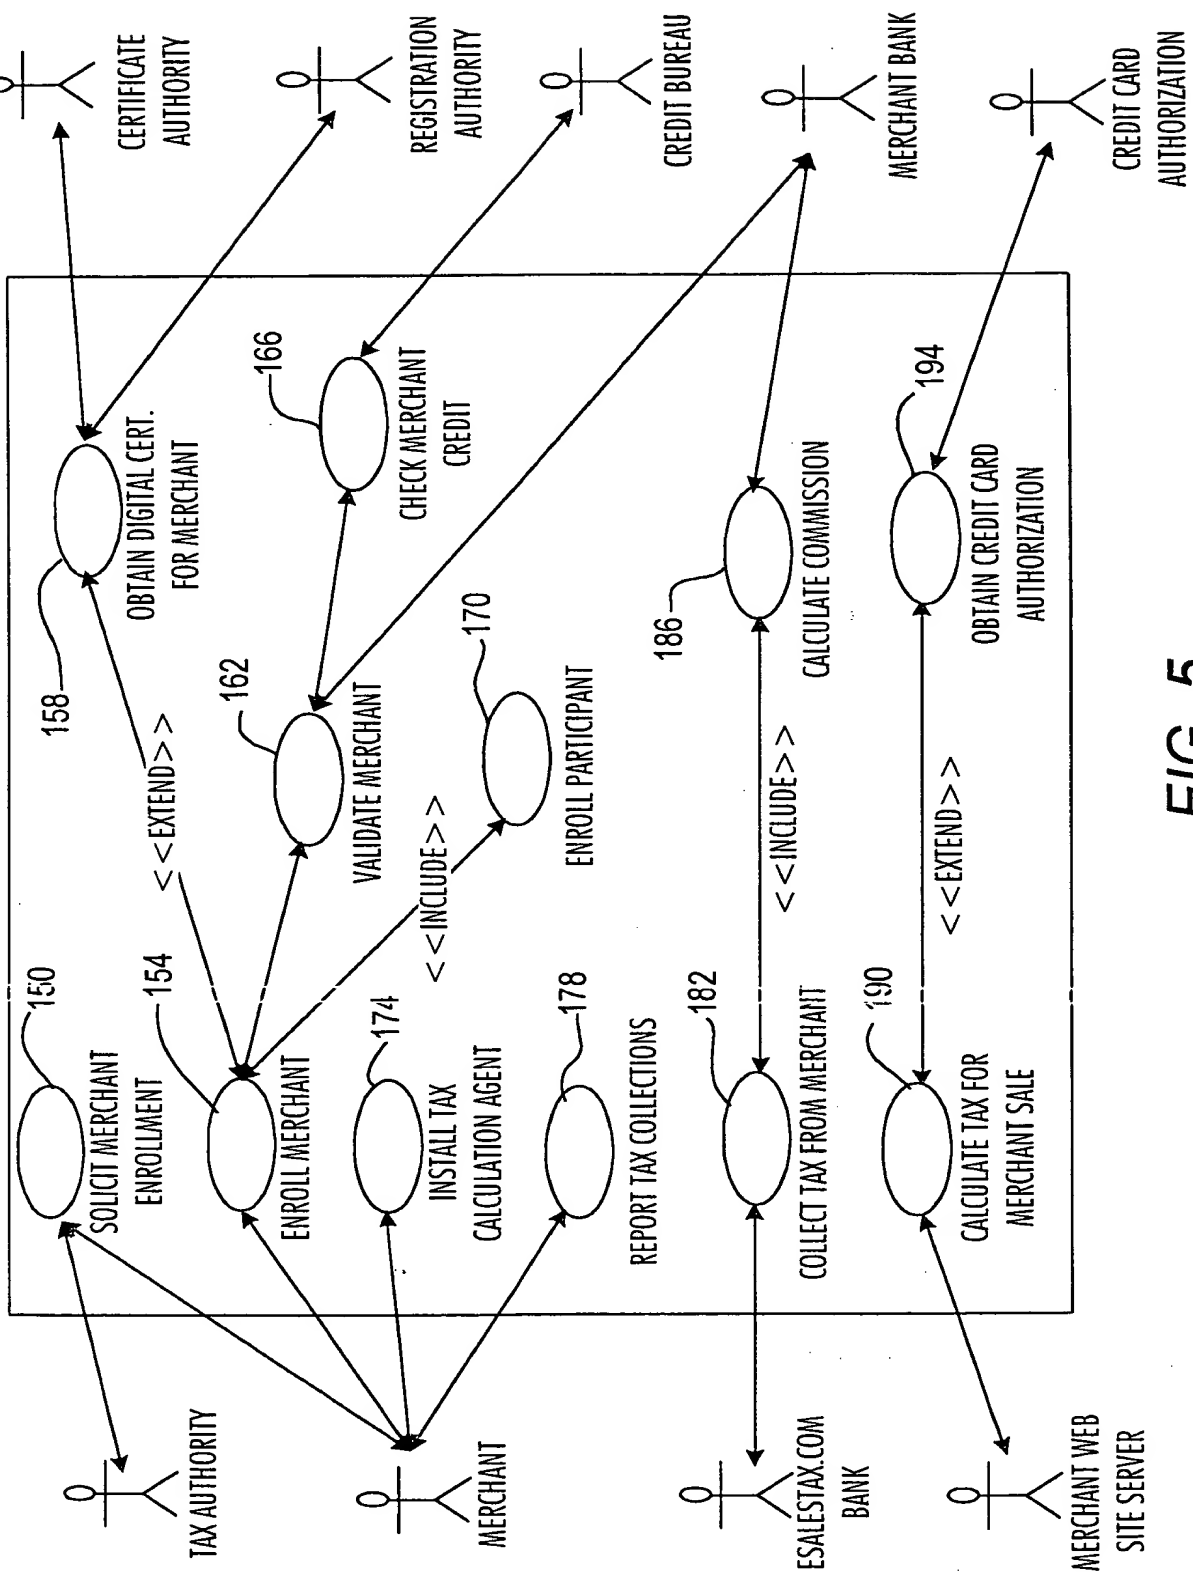 TAX AUTHORITY
MERCHANT
ESALESTAX.COM
BANK
MERCHANT WEB
SITE SERVER
150
SOLICIT MERCHANT
ENROLLMENT
154
ENROLL MERCHANT
174
INSTALL TAX
CALCULATION AGENT
178
REPORT TAX COLLECTIONS
182
COLLECT TAX FROM MERCHANT
190
CALCULATE TAX FOR
MERCHANT SALE
<<EXTEND>>
<<INCLUDE>>
<<INCLUDE>>
<<EXTEND>>
158
OBTAIN DIGITAL CERT.
FOR MERCHANT
162
VALIDATE MERCHANT
166
CHECK MERCHANT
CREDIT
170
ENROLL PARTICIPANT
186
CALCULATE COMMISSION
194
OBTAIN CREDIT CARD
AUTHORIZATION
CERTIFICATE
AUTHORITY
REGISTRATION
AUTHORITY
CREDIT BUREAU
MERCHANT BANK
CREDIT CARD
AUTHORIZATION
FIG. 5